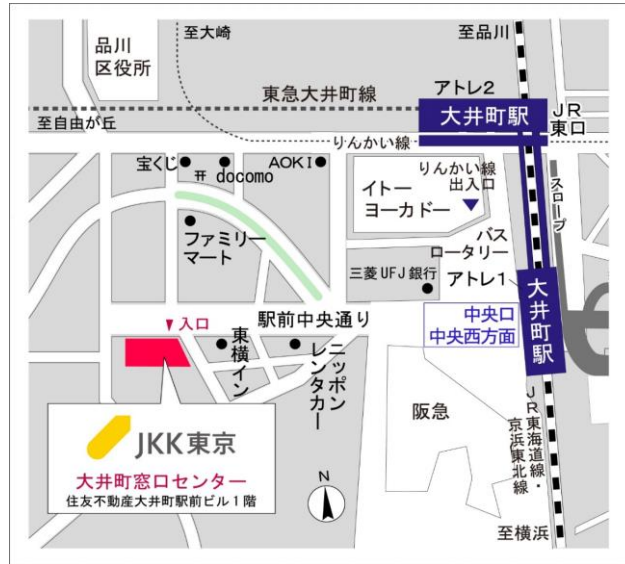 至大崎
至品川
品川
区役所
アトレ2
東急大井町線
大井町駅
JR
東口
至自由が丘
りんかい線
宝くじ
docomo
AOKI
りんかい線
出入口
スロープ
イトー
ヨーカドー
ファミリー
マート
バス
ロータリー
三菱UFJ銀行
アトレ1
大井町駅
入口
駅前中央通り
中央口
中央西方面
東横イン
ニッポン
レンタカー
阪急
JR東海道線・
京浜東北線
JKK東京
大井町窓口センター
住友不動産大井町駅前ビル1階
N
至横浜